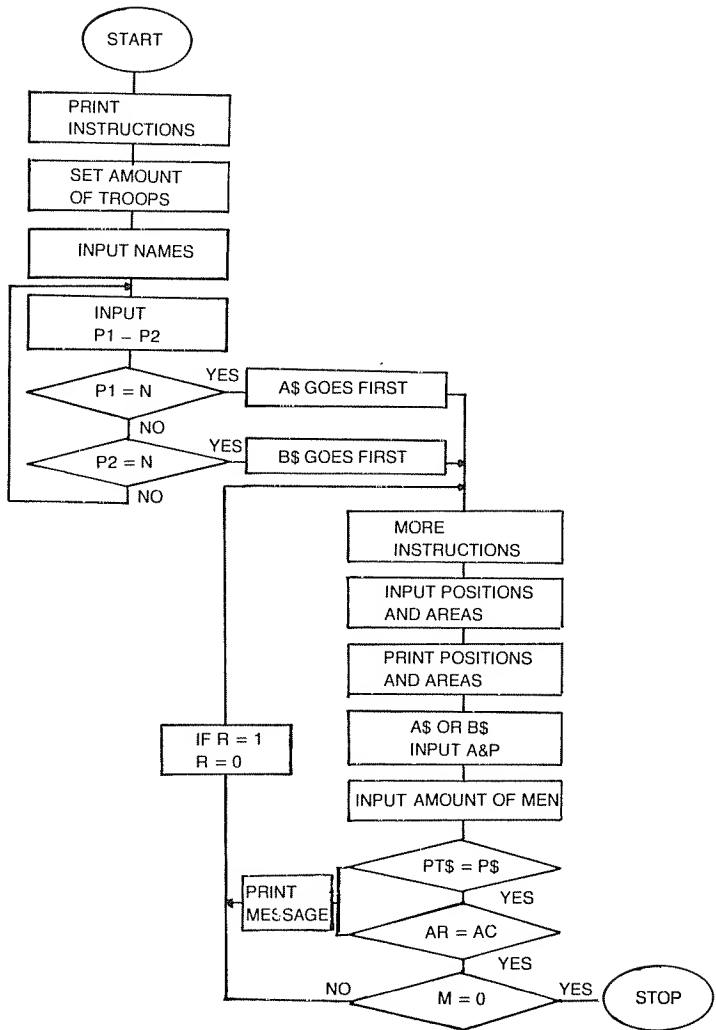 START
PRINT
INSTRUCTIONS
SET AMOUNT
OF TROOPS
INPUT NAMES
INPUT
P1 – P2
P1 = N
YES
A$ GOES FIRST
NO
P2 = N
YES
B$ GOES FIRST
NO
MORE
INSTRUCTIONS
INPUT POSITIONS
AND AREAS
PRINT POSITIONS
AND AREAS
A$ OR B$
INPUT A&P
IF R = 1
R = 0
INPUT AMOUNT OF MEN
PT$ = P$
YES
PRINT
MESSAGE
AR = AC
YES
NO
M = 0
YES
STOP